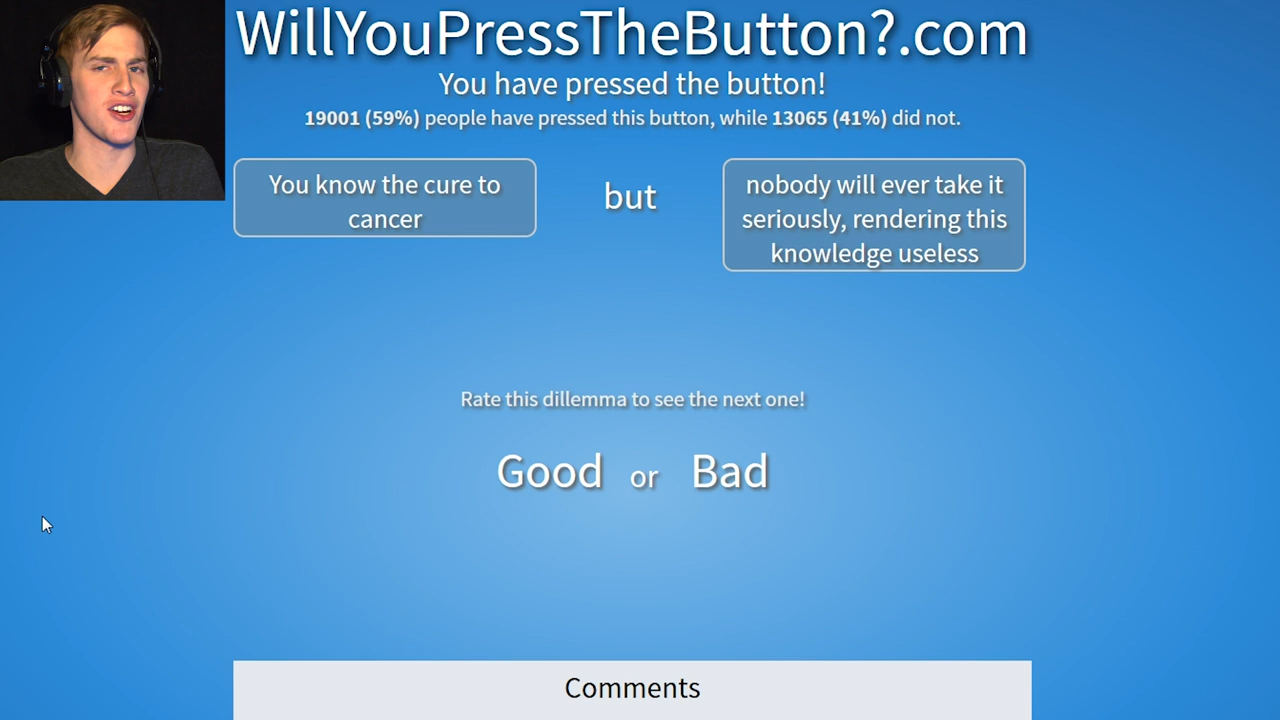 WillYouPressTheButton?.com
You have pressed the button!
19001 (59%) people have pressed this button, while 13065 (41%) did not.
You know the cure to
cancer
but
nobody will ever take it
seriously, rendering this
knowledge useless
Rate this dillemma to see the next one!
Good or Bad
Comments